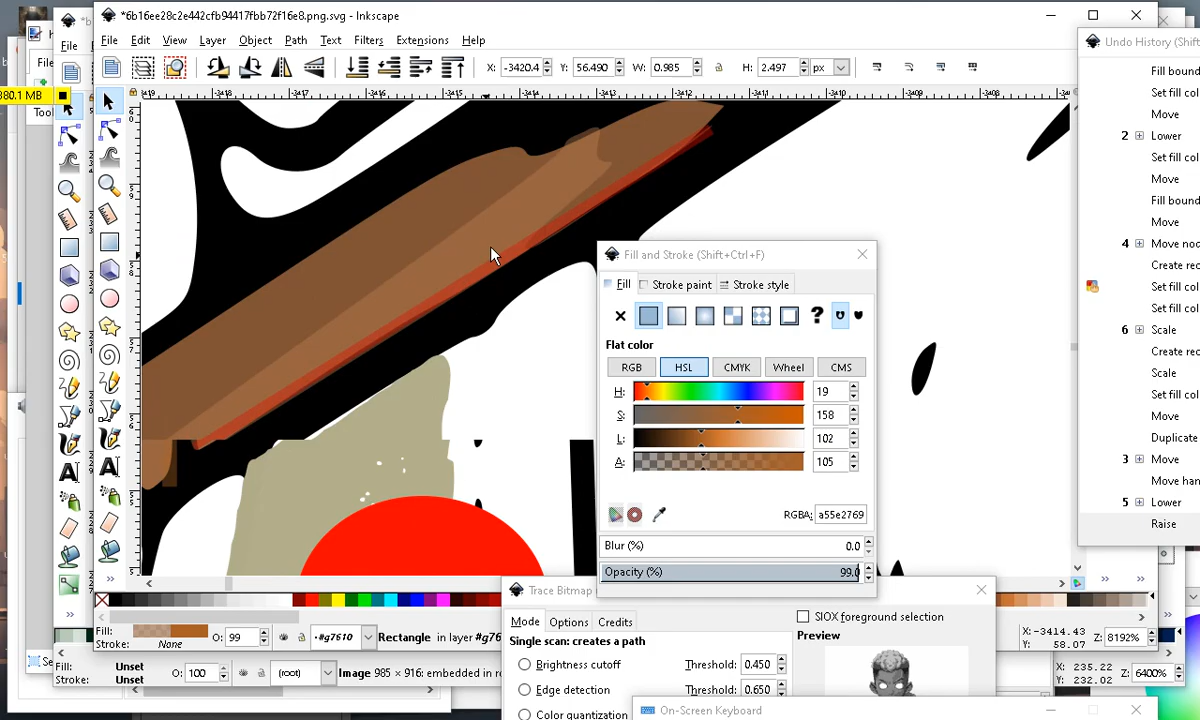 *6b16ee28c2e442cfb94417fbb72f16e8.png.svg - Inkscape
File Edit View Layer Object Path Text Filters Extensions Help
X: -3420.4 Y: 56.490 W: 0.985 H: 2.497 px
Undo History (Shift
Fill bound
Set fill col
Move
2 Lower
Set fill col
Move
Fill bound
Move
4 Move nod
Create rec
Set fill col
Set fill col
6 Scale
Create rec
Scale
Set fill col
Move
Duplicate
3 Move
Move han
5 Lower
Raise
380.1 MB
File
Tool
Fill and Stroke (Shift+Ctrl+F)
Fill Stroke paint Stroke style
Flat color
RGB HSL CMYK Wheel CMS
H: 19
S: 158
L: 102
A: 105
RGBA: a55e2769
Blur (%) 0.0
Opacity (%) 99.0
Trace Bitmap
Mode Options Credits
Single scan: creates a path
Brightness cutoff Threshold: 0.450
Edge detection Threshold: 0.650
Color quantization
SIOX foreground selection
Preview
Fill:
Stroke: None
O: 99
•#g7610
Rectangle in layer #g76
X: -3414.43
Y: 58.07
Z: 8192%
Fill: Unset
Stroke: Unset
O: 100
(root)
Image 985 × 916: embedded in ro
X: 235.22
Y: 232.02
Z: 6400%
On-Screen Keyboard